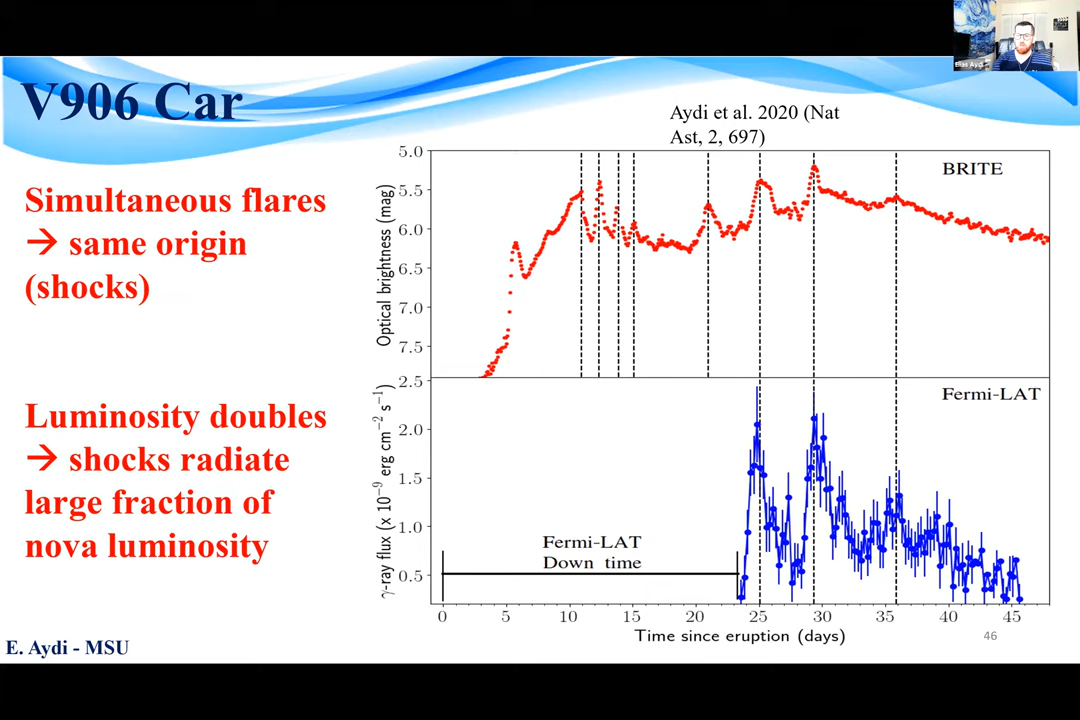 Elias Aydi
V906 Car
Aydi et al. 2020 (Nat
Ast, 2, 697)
Simultaneous flares
→ same origin
(shocks)
Luminosity doubles
→ shocks radiate
large fraction of
nova luminosity
BRITE
Optical brightness (mag)
5.0
5.5
6.0
6.5
7.0
7.5
Fermi-LAT
γ-ray flux (x 10⁻⁹ erg cm⁻² s⁻¹)
2.5
2.0
1.5
1.0
0.5
Fermi-LAT
Down time
0 5 10 15 20 25 30 35 40 45
Time since eruption (days)
46
E. Aydi - MSU